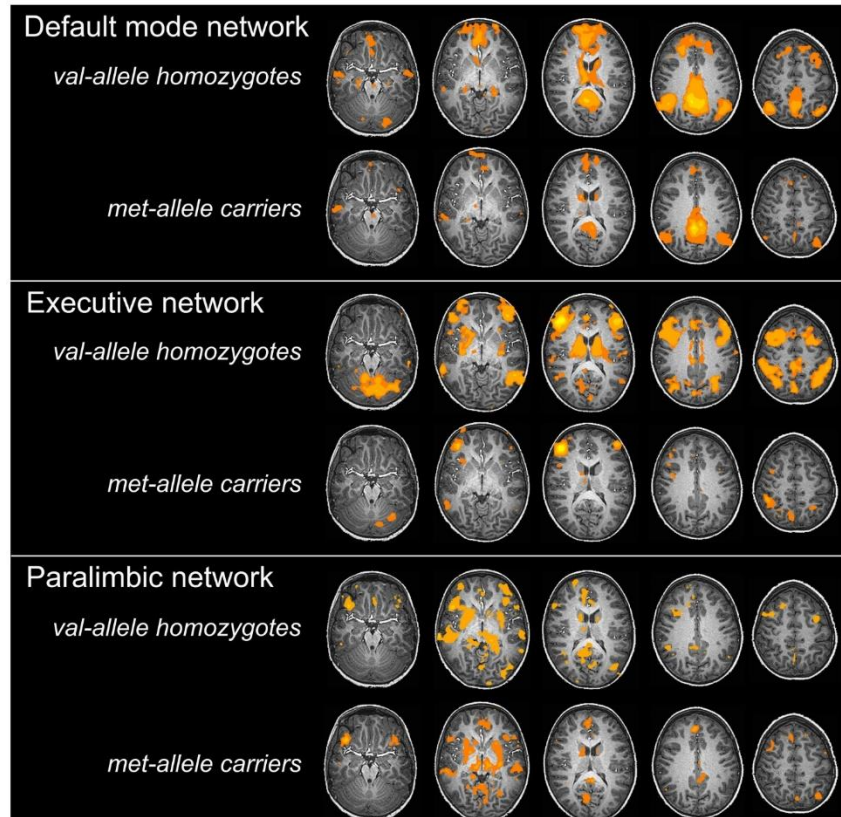 Default mode network
val-allele homozygotes
met-allele carriers
Executive network
val-allele homozygotes
met-allele carriers
Paralimbic network
val-allele homozygotes
met-allele carriers